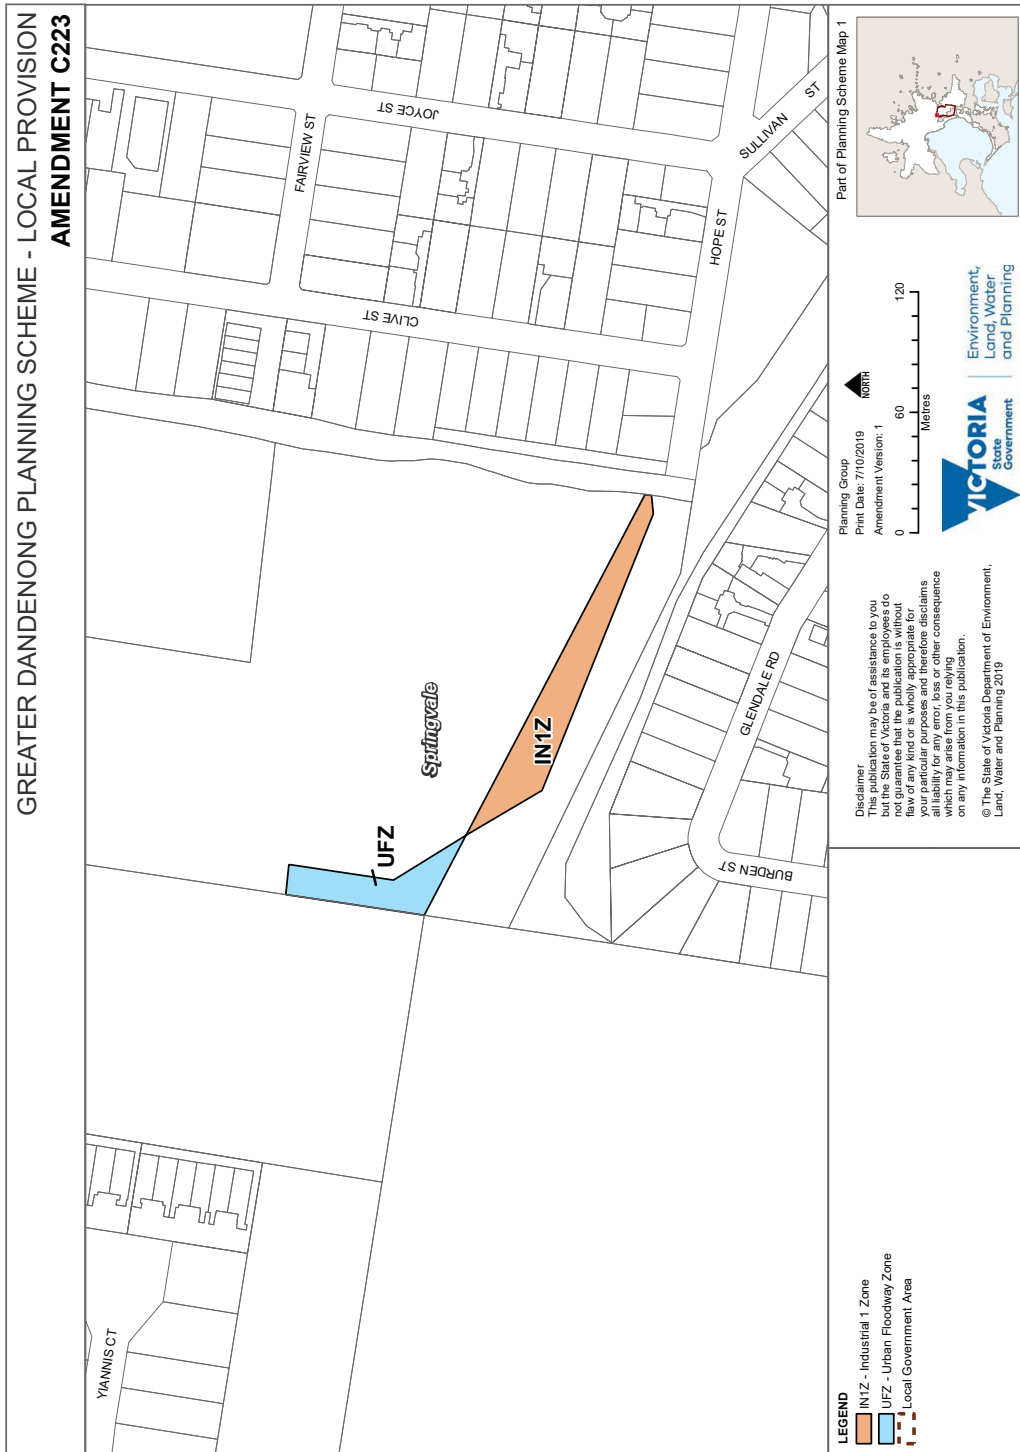 GREATER DANDENONG PLANNING SCHEME - LOCAL PROVISION
AMENDMENT C223
YIANNIS CT
UFZ
Springvale
IN1Z
CLIVE ST
FAIRVIEW ST
JOYCE ST
HOPE ST
SULLIVAN ST
GLENDALE RD
BURDEN ST
LEGEND
IN1Z - Industrial 1 Zone
UFZ - Urban Floodway Zone
Local Government Area
Disclaimer
This publication may be of assistance to you
but the State of Victoria and its employees do
not guarantee that the publication is without
flaw of any kind or is wholly appropriate for
your particular purposes and therefore disclaims
all liability for any error, loss or other consequence
which may arise from you relying
on any information in this publication.
© The State of Victoria Department of Environment,
Land, Water and Planning 2019
Planning Group
Print Date: 7/10/2019
Amendment Version: 1
NORTH
0 60 120
Metres
VICTORIA
State
Government
Environment,
Land, Water
and Planning
Part of Planning Scheme Map 1